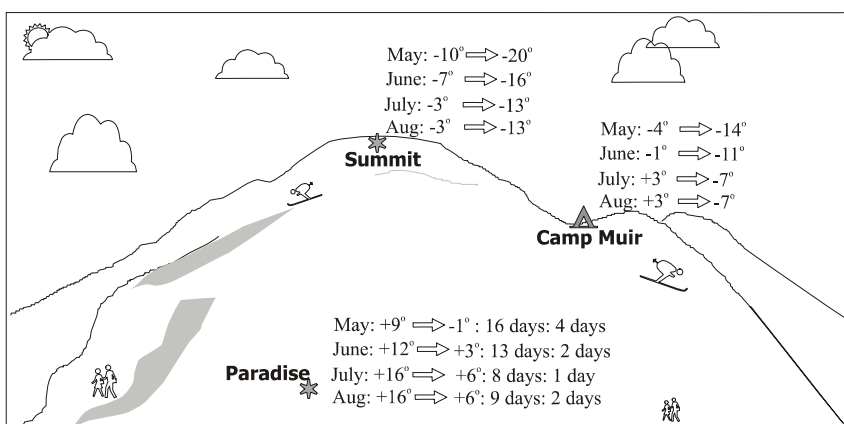 May: -10° ⇨ -20°
June: -7° ⇨ -16°
July: -3° ⇨ -13°
Aug: -3° ⇨ -13°
Summit
May: -4° ⇨ -14°
June: -1° ⇨ -11°
July: +3° ⇨ -7°
Aug: +3° ⇨ -7°
Camp Muir
May: +9° ⇨ -1° : 16 days: 4 days
June: +12° ⇨ +3°: 13 days: 2 days
July: +16° ⇨ +6°: 8 days: 1 day
Aug: +16° ⇨ +6°: 9 days: 2 days
Paradise